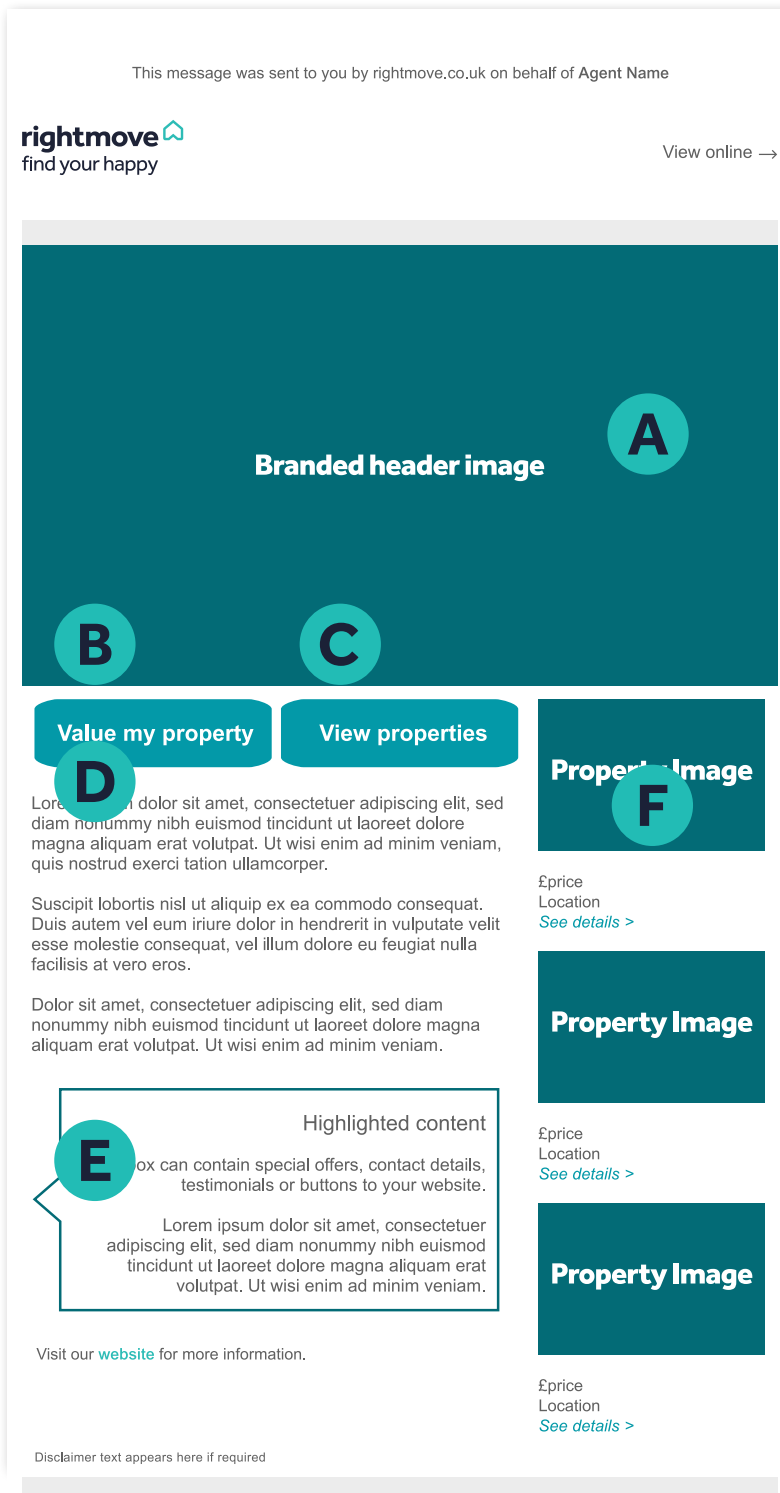 This message was sent to you by rightmove.co.uk on behalf of Agent Name
rightmove
find your happy
View online →
A
Branded header image
B
C
Value my property
View properties
D
dolor sit amet, consectetuer adipiscing elit, sed
diam nonummy nibh euismod tincidunt ut laoreet dolore
magna aliquam erat volutpat. Ut wisi enim ad minim veniam,
quis nostrud exerci tation ullamcorper.
Suscipit lobortis nisl ut aliquip ex ea commodo consequat.
Duis autem vel eum iriure dolor in hendrerit in vulputate velit
esse molestie consequat, vel illum dolore eu feugiat nulla
facilisis at vero eros.
Dolor sit amet, consectetuer adipiscing elit, sed diam
nonummy nibh euismod tincidunt ut laoreet dolore magna
aliquam erat volutpat. Ut wisi enim ad minim veniam.
Highlighted content
E
can contain special offers, contact details,
testimonials or buttons to your website.
Lorem ipsum dolor sit amet, consectetuer
adipiscing elit, sed diam nonummy nibh euismod
tincidunt ut laoreet dolore magna aliquam erat
volutpat. Ut wisi enim ad minim veniam.
Visit our website for more information.
Disclaimer text appears here if required
Property Image
F
£price
Location
See details >
Property Image
£price
Location
See details >
Property Image
£price
Location
See details >